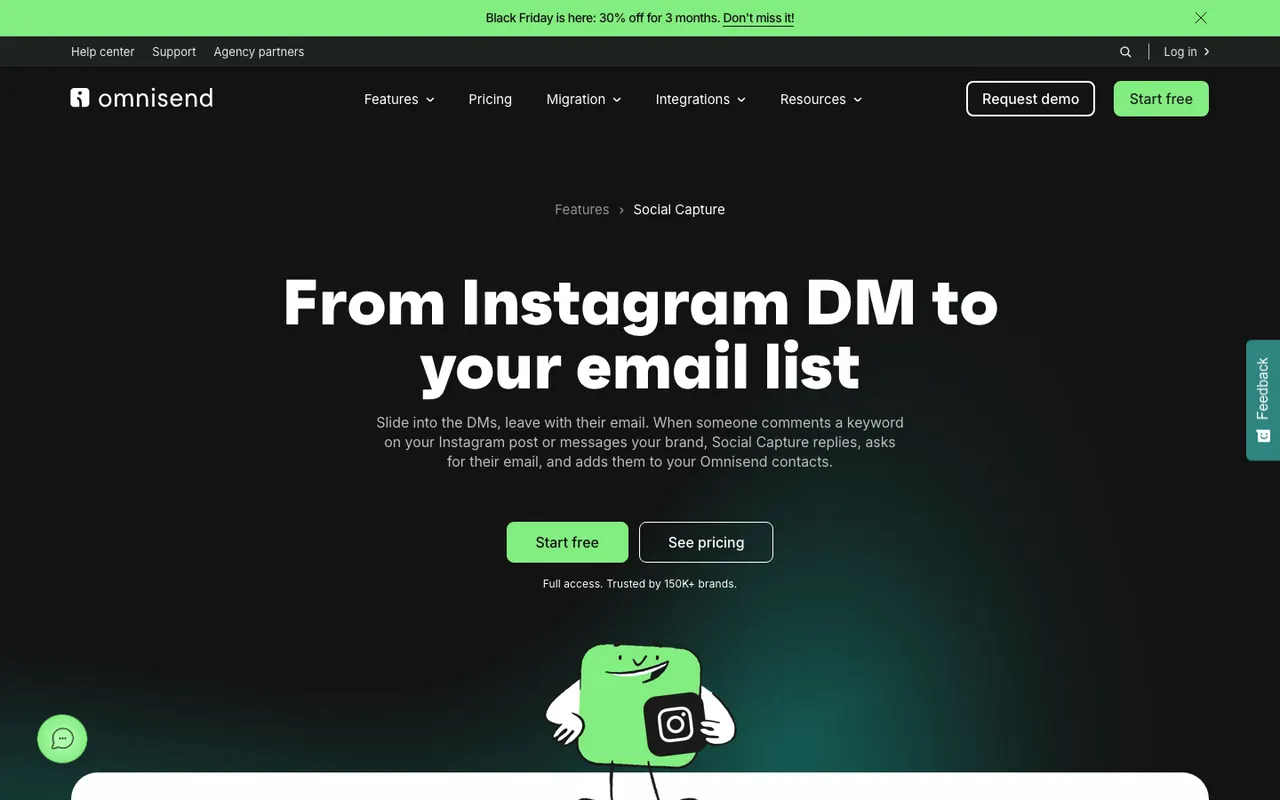 Black Friday is here: 30% off for 3 months. Don't miss it!
Help center Support Agency partners Log in
omnisend Features Pricing Migration Integrations Resources Request demo Start free
Features › Social Capture
From Instagram DM to
your email list
Slide into the DMs, leave with their email. When someone comments a keyword
on your Instagram post or messages your brand, Social Capture replies, asks
for their email, and adds them to your Omnisend contacts.
Start free See pricing
Full access. Trusted by 150K+ brands.
Feedback